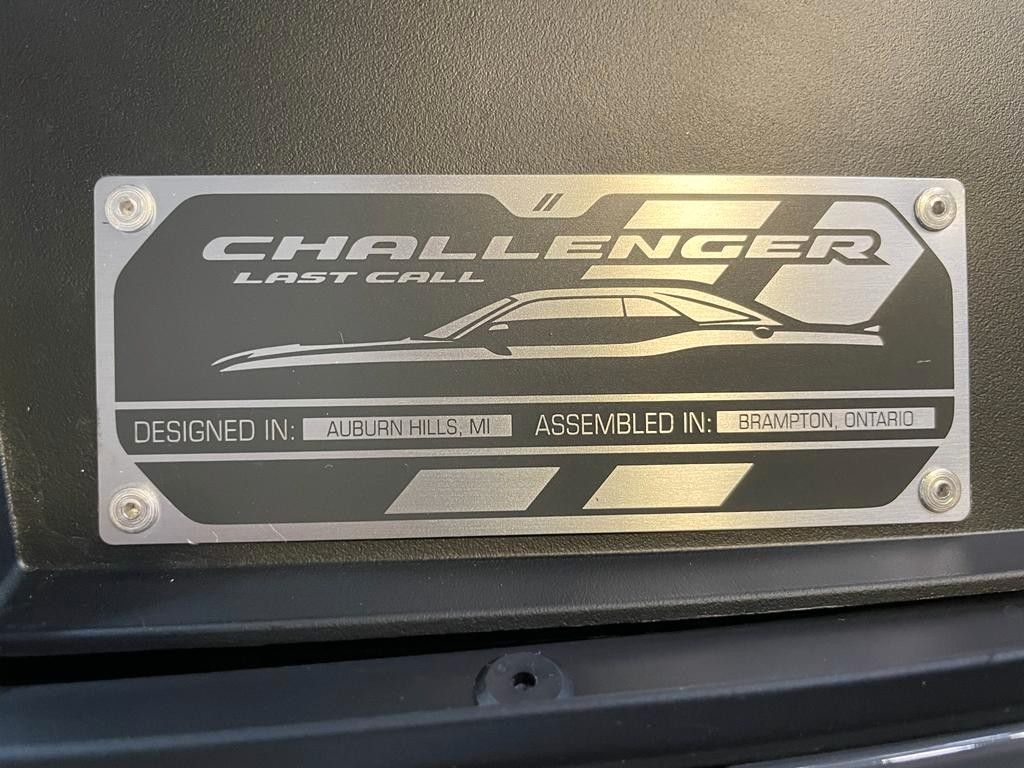 CHALLENGER
LAST CALL
DESIGNED IN: AUBURN HILLS, MI ASSEMBLED IN: BRAMPTON, ONTARIO